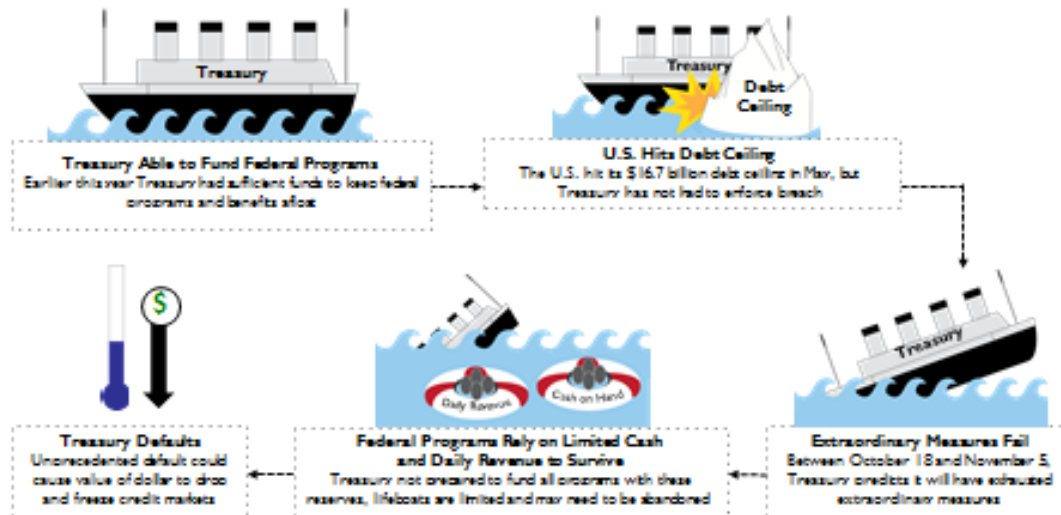 Treasury
Treasury Able to Fund Federal Programs
Earlier this year Treasury had sufficient funds to keep federal
programs and benefits afloat
Treasury
Debt
Ceiling
U.S. Hits Debt Ceiling
The U.S. hit its $16.7 billion debt ceiling in May, but
Treasury has not had to enforce breach
Treasury
Extraordinary Measures Fail
Between October 18 and November 5,
Treasury predicts it will have exhausted
extraordinary measures
Daily Revenue
Cash on Hand
Federal Programs Rely on Limited Cash
and Daily Revenue to Survive
Treasury not prepared to fund all programs with these
reserves, lifeboats are limited and may need to be abandoned
$
Treasury Defaults
Unprecedented default could
cause value of dollar to drop
and freeze credit markets